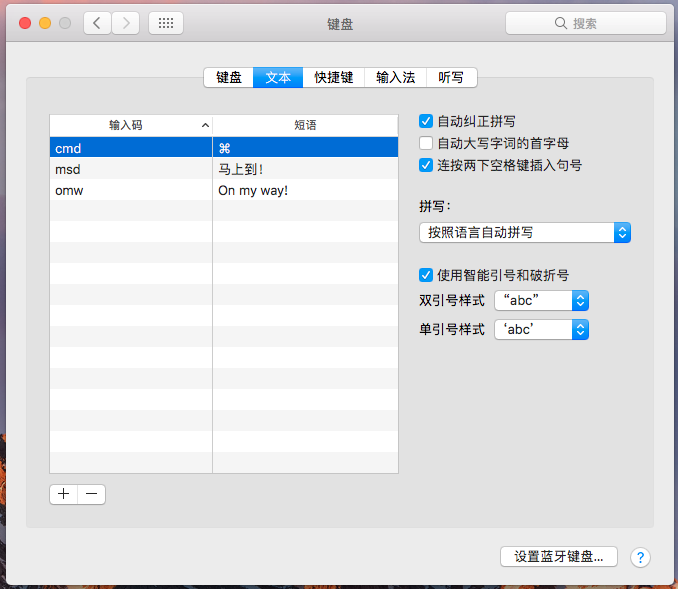 键盘
搜索
键盘 文本 快捷键 输入法 听写
输入码 短语
cmd ⌘
msd 马上到！
omw On my way!
自动纠正拼写
自动大写字词的首字母
连按两下空格键插入句号
拼写：
按照语言自动拼写
使用智能引号和破折号
双引号样式 “abc”
单引号样式 ‘abc’
设置蓝牙键盘... ?